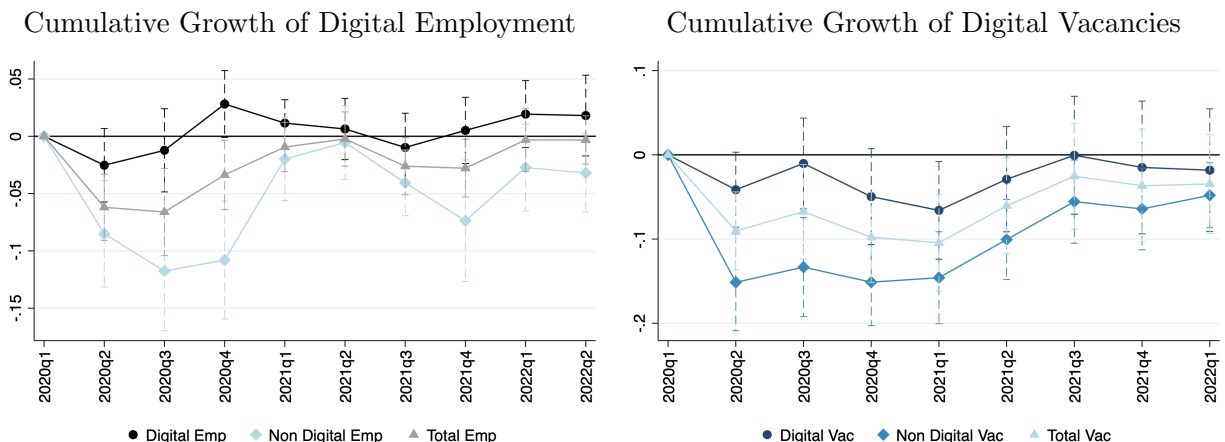 Cumulative Growth of Digital Employment
.05
0
-.05
-.1
-.15
2020q1
2020q2
2020q3
2020q4
2021q1
2021q2
2021q3
2021q4
2022q1
2022q2
Digital Emp
Non Digital Emp
Total Emp
Cumulative Growth of Digital Vacancies
.1
0
-.1
-.2
2020q1
2020q2
2020q3
2020q4
2021q1
2021q2
2021q3
2021q4
2022q1
Digital Vac
Non Digital Vac
Total Vac